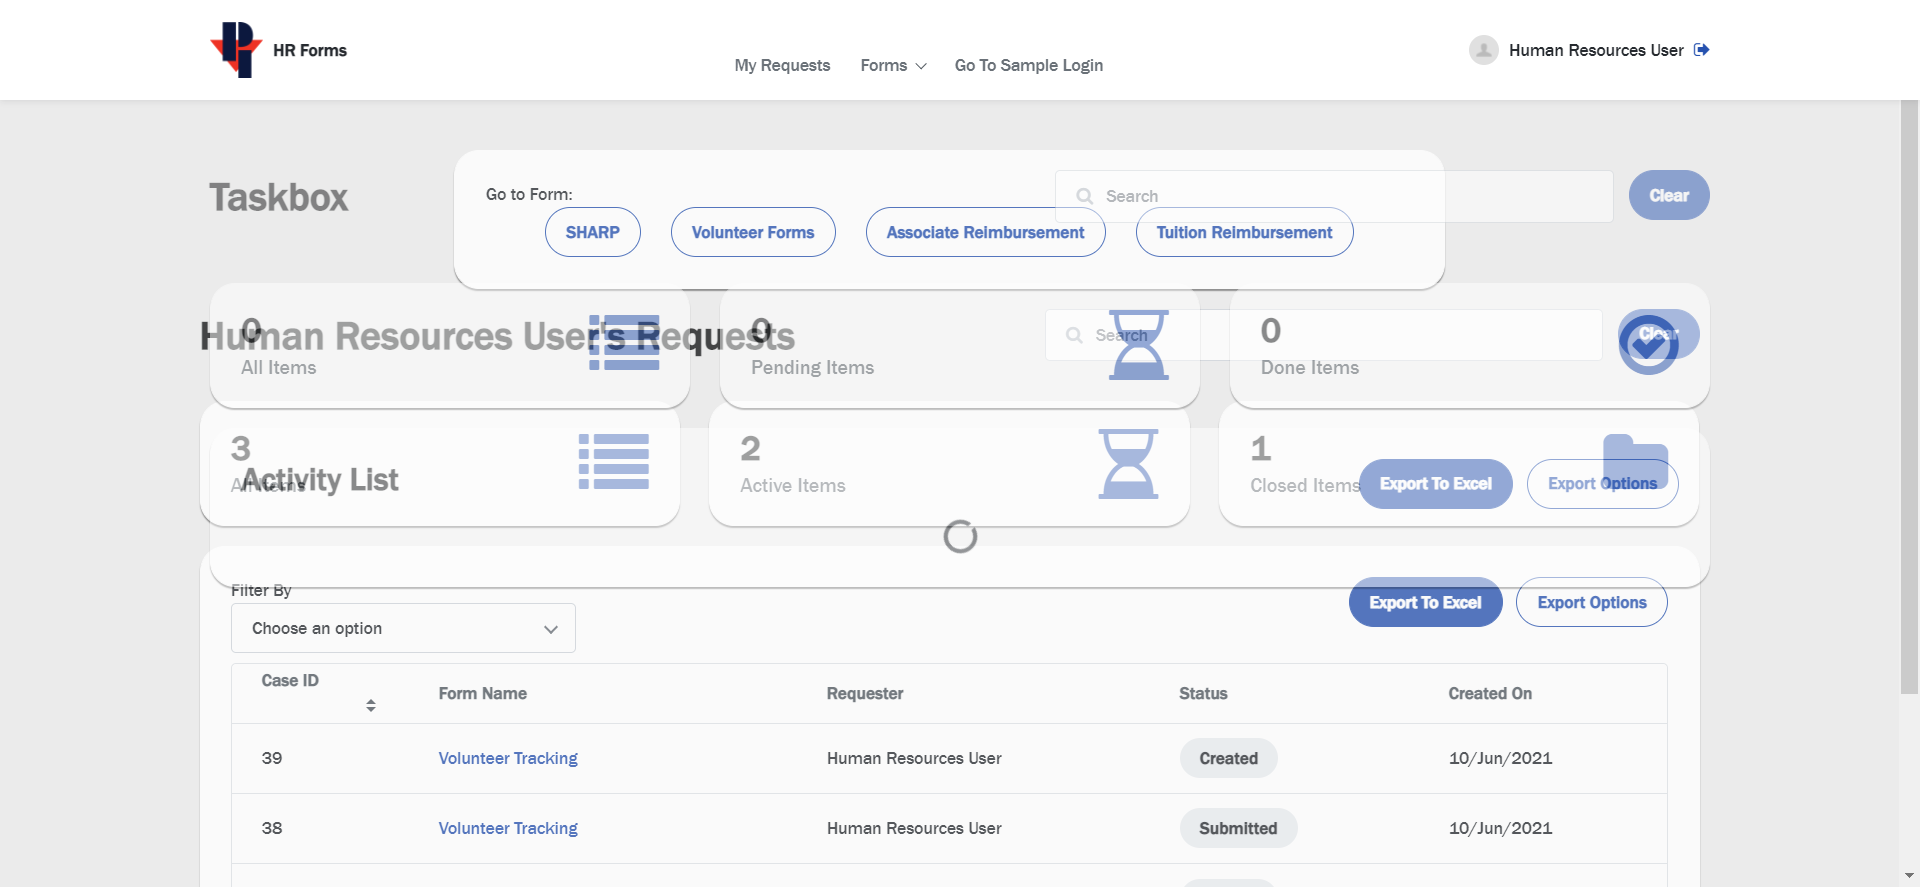 HR Forms
My Requests
Forms
Go To Sample Login
Human Resources User
Taskbox
Go to Form:
Search
Clear
SHARP
Volunteer Forms
Associate Reimbursement
Tuition Reimbursement
Human Resources User's Requests
Search
Clear
0
All Items
0
Pending Items
0
Done Items
3
All Items
2
Active Items
1
Closed Items
Activity List
Export To Excel
Export Options
Filter By
Choose an option
Export To Excel
Export Options
Case ID
Form Name
Requester
Status
Created On
39
Volunteer Tracking
Human Resources User
Created
10/Jun/2021
38
Volunteer Tracking
Human Resources User
Submitted
10/Jun/2021